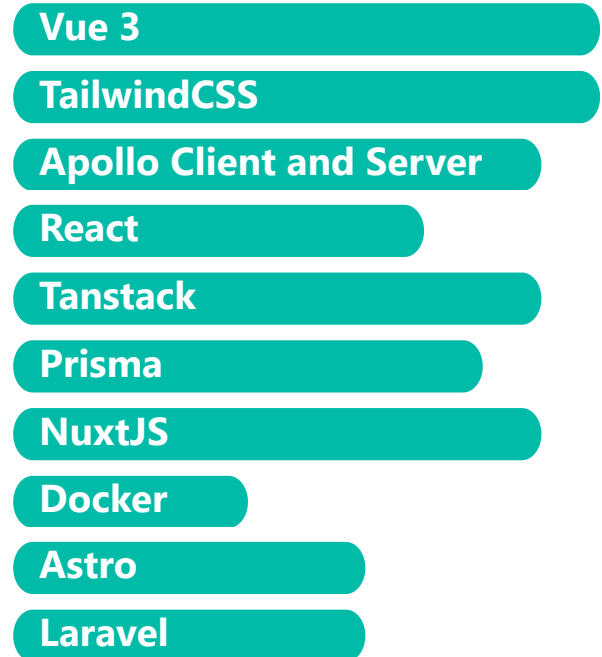 Vue 3
TailwindCSS
Apollo Client and Server
React
Tanstack
Prisma
NuxtJS
Docker
Astro
Laravel